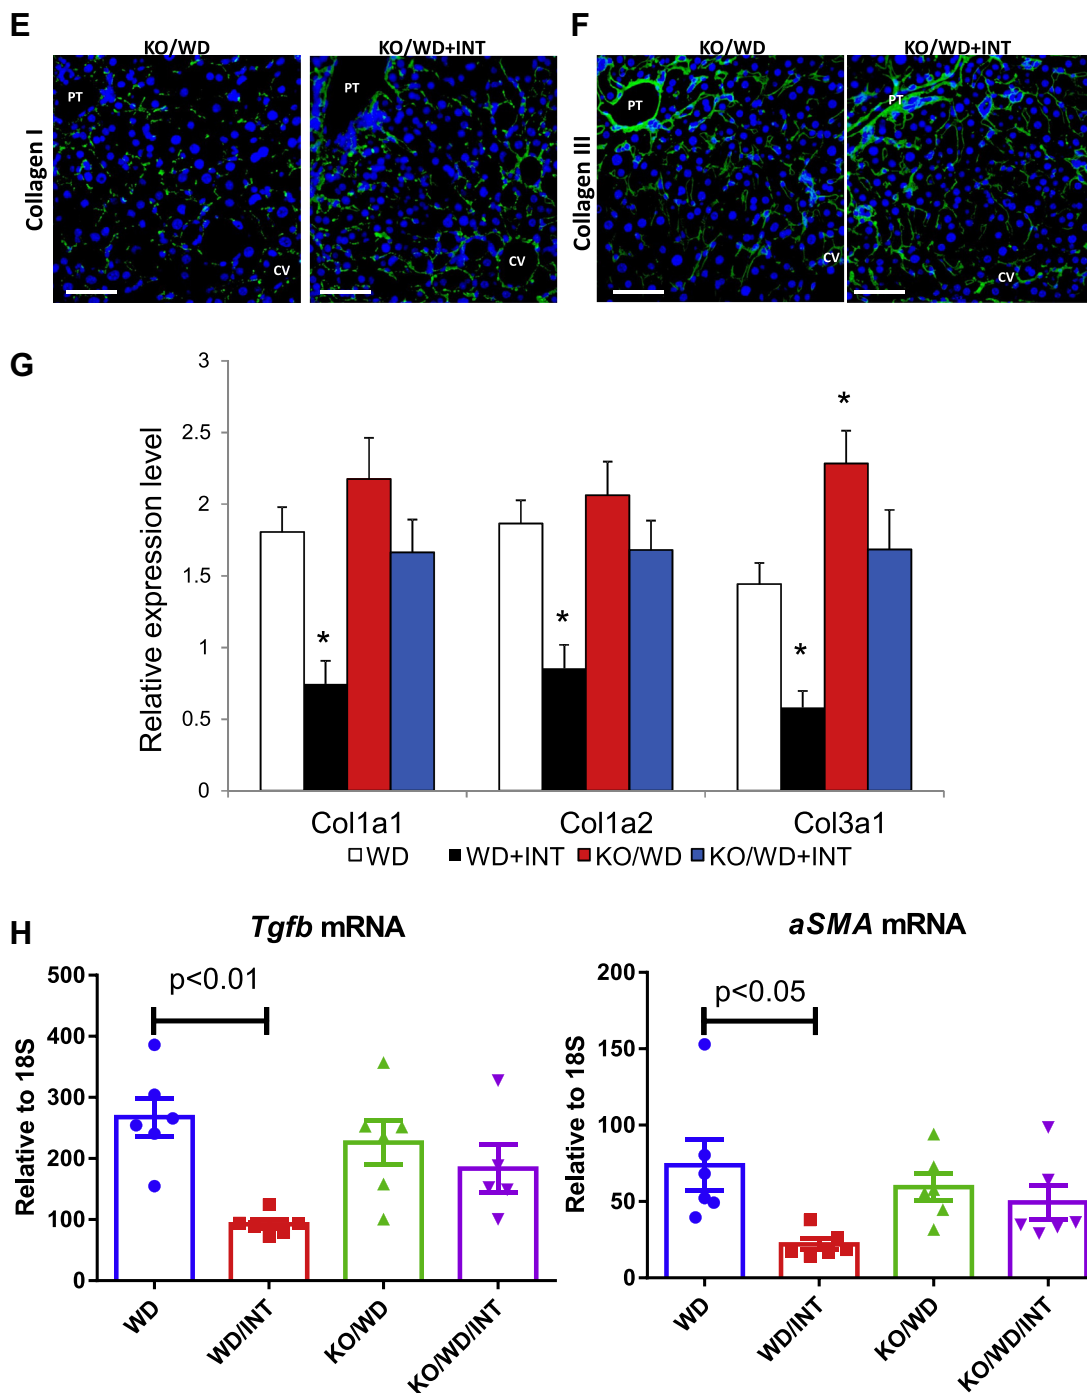 E
F
KO/WD
KO/WD+INT
KO/WD
KO/WD+INT
Collagen I
PT
CV
PT
CV
Collagen III
PT
CV
PT
CV
G
Relative expression level
3
2.5
2
1.5
1
0.5
0
*
*
*
*
Col1a1
Col1a2
Col3a1
WD
WD+INT
KO/WD
KO/WD+INT
H
Tgfb mRNA
Relative to 18S
500
400
300
200
100
0
p<0.01
WD
WD/INT
KO/WD
KO/WD/INT
aSMA mRNA
Relative to 18S
200
150
100
50
0
p<0.05
WD
WD/INT
KO/WD
KO/WD/INT